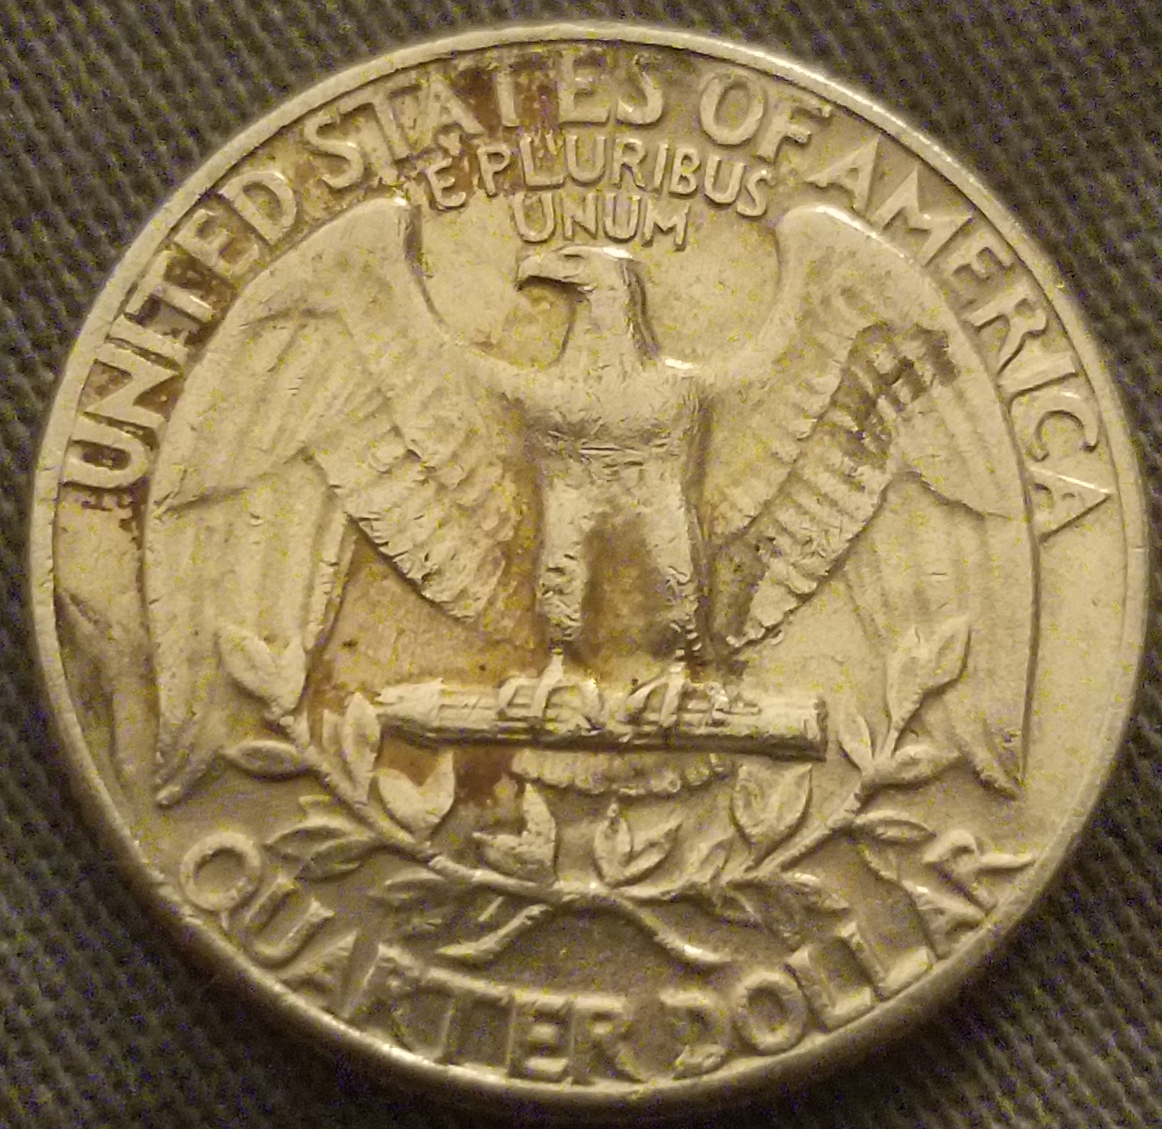 UNITED STATES OF AMERICA
E PLURIBUS
UNUM
QUARTER DOLLAR